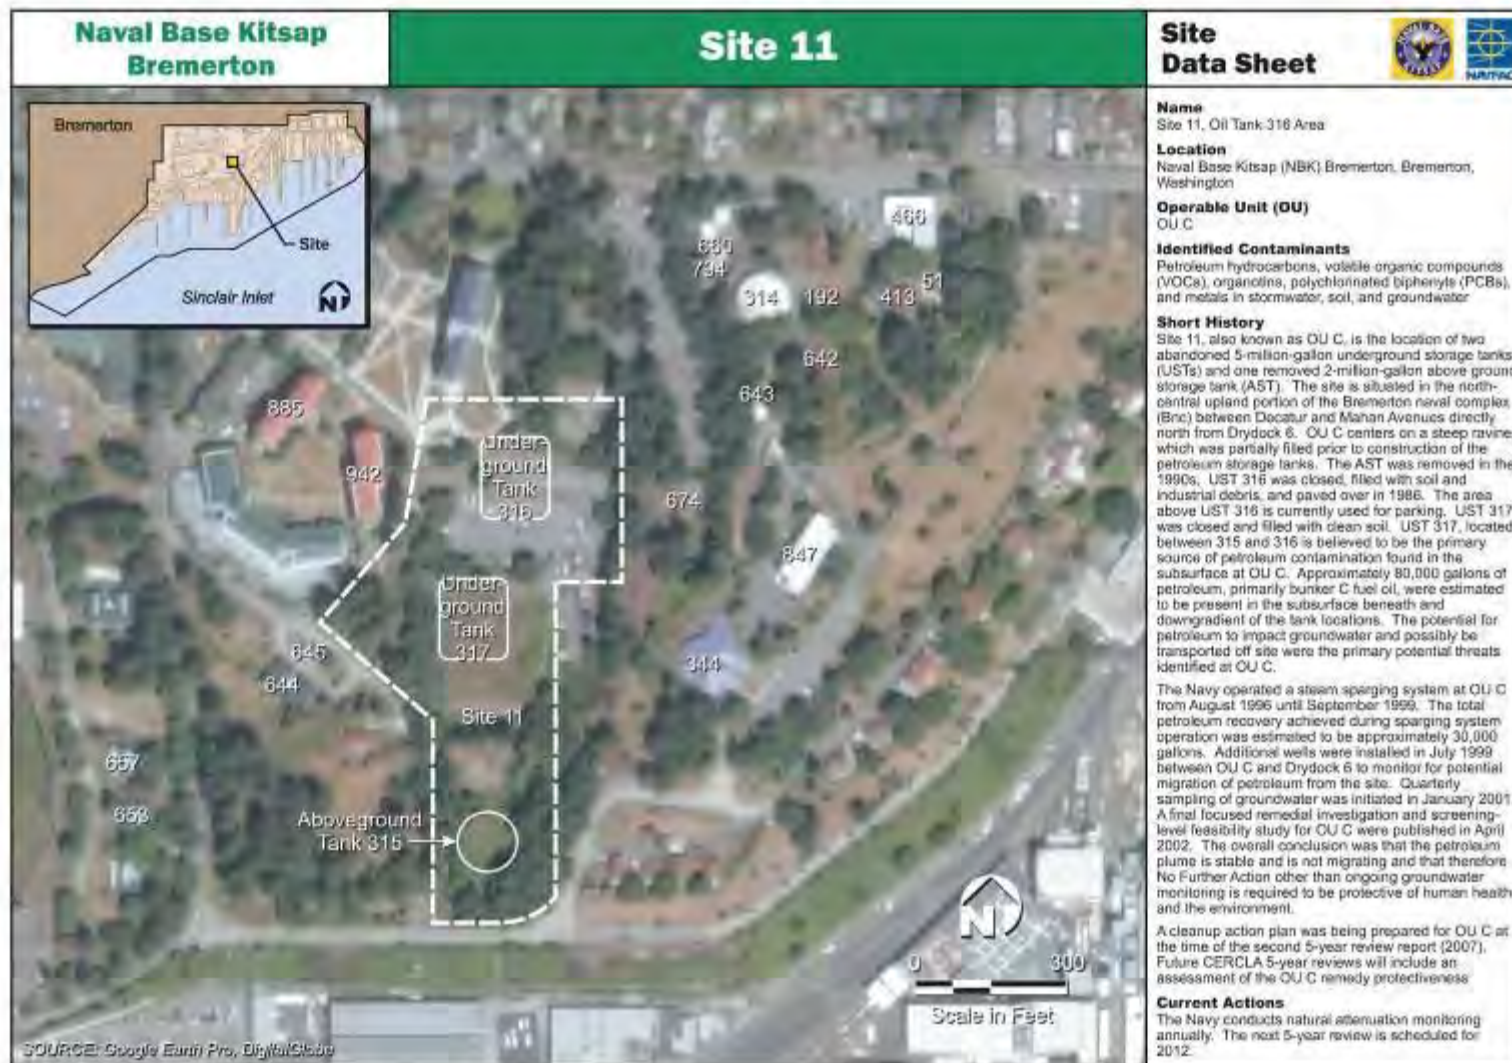 Naval Base Kitsap
Bremerton
Site 11
Site
Data Sheet
Bremerton
Site
Sinclair Inlet
N
466
794
314
192
413
51
642
643
885
942
Under-
ground
Tank
316
674
847
Under-
ground
Tank
317
344
645
644
Site 11
657
Aboveground
Tank 315
N
0 300
Scale in Feet
SOURCE: Google Earth Pro, DigitalGlobe
Name
Site 11, Oil Tank 316 Area
Location
Naval Base Kitsap (NBK) Bremerton, Bremerton,
Washington
Operable Unit (OU)
OU C
Identified Contaminants
Petroleum hydrocarbons, volatile organic compounds
(VOCs), organotins, polychlorinated biphenyls (PCBs),
and metals in stormwater, soil, and groundwater
Short History
Site 11, also known as OU C, is the location of two
abandoned 5-million-gallon underground storage tanks
(USTs) and one removed 2-million-gallon above ground
storage tank (AST). The site is situated in the north-
central upland portion of the Bremerton naval complex
(Bnc) between Decatur and Mahan Avenues directly
north from Drydock 6. OU C centers on a steep ravine
which was partially filled prior to construction of the
petroleum storage tanks. The AST was removed in the
1990s. UST 316 was closed, filled with soil and
industrial debris, and paved over in 1986. The area
above UST 316 is currently used for parking. UST 317
was closed and filled with clean soil. UST 317, located
between 315 and 316 is believed to be the primary
source of petroleum contamination found in the
subsurface at OU C. Approximately 80,000 gallons of
petroleum, primarily bunker C fuel oil, were estimated
to be present in the subsurface beneath and
downgradient of the tank locations. The potential for
petroleum to impact groundwater and possibly be
transported off site were the primary potential threats
identified at OU C.
The Navy operated a steam sparging system at OU C
from August 1996 until September 1999. The total
petroleum recovery achieved during sparging system
operation was estimated to be approximately 30,000
gallons. Additional wells were installed in July 1999
between OU C and Drydock 6 to monitor for potential
migration of petroleum from the site. Quarterly
sampling of groundwater was initiated in January 2001
A final focused remedial investigation and screening-
level feasibility study for OU C were published in April
2002. The overall conclusion was that the petroleum
plume is stable and is not migrating and that therefore
No Further Action other than ongoing groundwater
monitoring is required to be protective of human health
and the environment.
A cleanup action plan was being prepared for OU C at
the time of the second 5-year review report (2007).
Future CERCLA 5-year reviews will include an
assessment of the OU C remedy protectiveness
Current Actions
The Navy conducts natural attenuation monitoring
annually. The next 5-year review is scheduled for
2012.